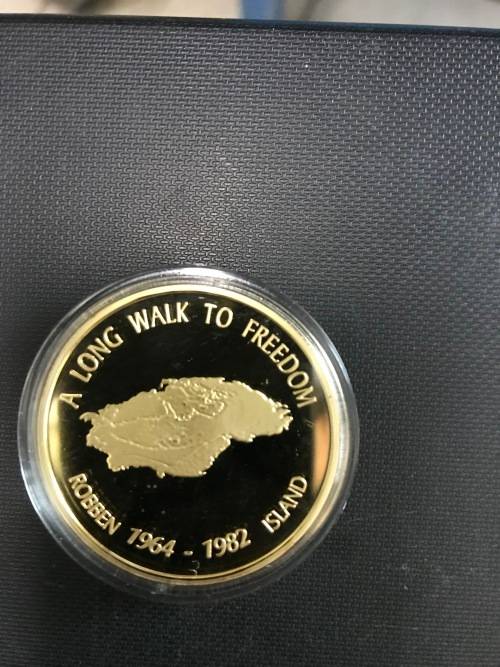 A LONG WALK TO FREEDOM
ROBBEN 1964 - 1982 ISLAND